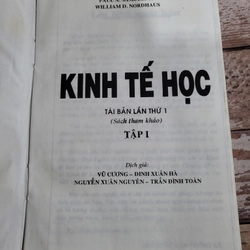 WILLIAM D. NORDHAUS
KINH TẾ HỌC
TÁI BẢN LẦN THỨ 1
(Sách tham khảo)
TẬP I
Dịch giả:
VŨ CƯƠNG – ĐINH XUÂN HÀ
NGUYỄN XUÂN NGUYÊN – TRẦN ĐÌNH TOÀN